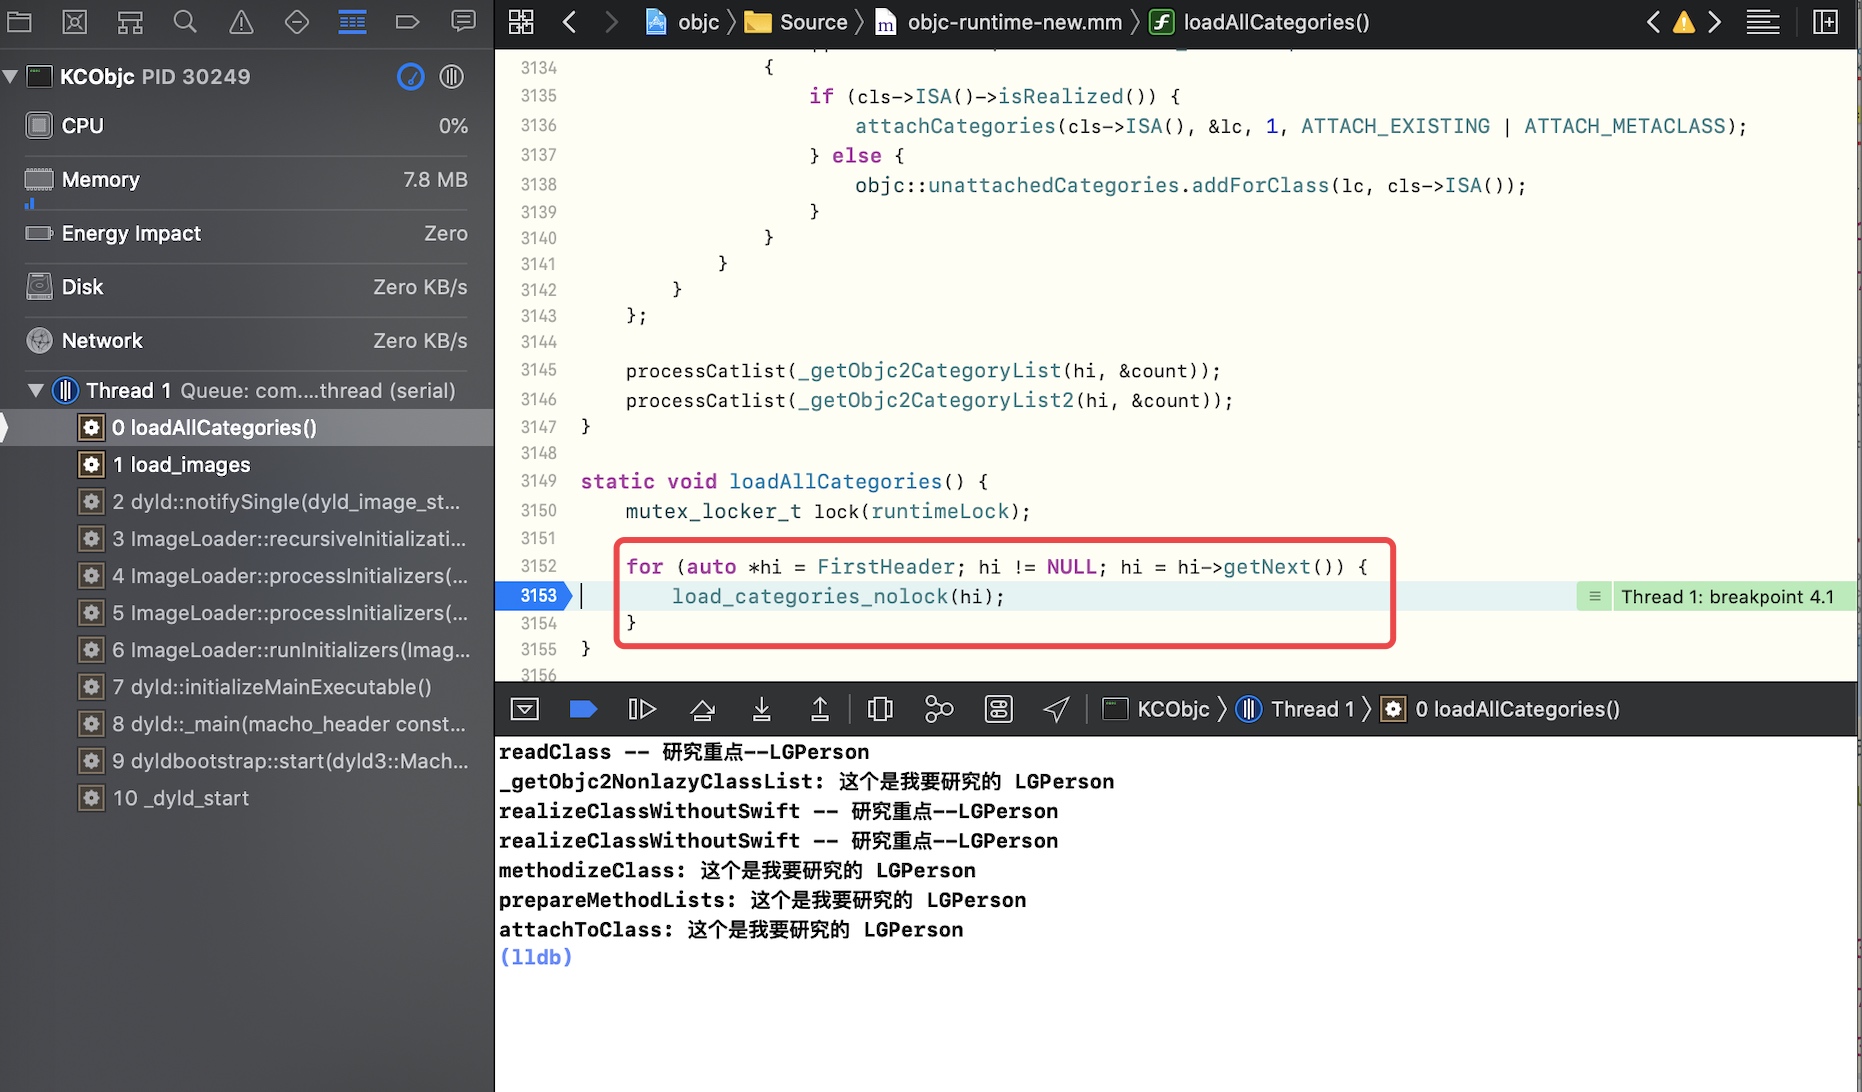 objc Source objc-runtime-new.mm loadAllCategories()
KCObjc PID 30249
CPU 0%
Memory 7.8 MB
Energy Impact Zero
Disk Zero KB/s
Network Zero KB/s
Thread 1 Queue: com....thread (serial)
0 loadAllCategories()
1 load_images
2 dyld::notifySingle(dyld_image_st...
3 ImageLoader::recursiveInitializati...
4 ImageLoader::processInitializers(...
5 ImageLoader::processInitializers(...
6 ImageLoader::runInitializers(Imag...
7 dyld::initializeMainExecutable()
8 dyld::_main(macho_header const...
9 dyldbootstrap::start(dyld3::Mach...
10 _dyld_start
3134 {
3135 if (cls->ISA()->isRealized()) {
3136 attachCategories(cls->ISA(), &lc, 1, ATTACH_EXISTING | ATTACH_METACLASS);
3137 } else {
3138 objc::unattachedCategories.addForClass(lc, cls->ISA());
3139 }
3140 }
3141 }
3142 }
3143 };
3144
3145 processCatlist(_getObjc2CategoryList(hi, &count));
3146 processCatlist(_getObjc2CategoryList2(hi, &count));
3147 }
3148
3149 static void loadAllCategories() {
3150 mutex_locker_t lock(runtimeLock);
3151
3152 for (auto *hi = FirstHeader; hi != NULL; hi = hi->getNext()) {
3153 load_categories_nolock(hi); Thread 1: breakpoint 4.1
3154 }
3155 }
3156
KCObjc Thread 1 0 loadAllCategories()
readClass -- 研究重点--LGPerson
_getObjc2NonlazyClassList: 这个是我要研究的 LGPerson
realizeClassWithoutSwift -- 研究重点--LGPerson
realizeClassWithoutSwift -- 研究重点--LGPerson
methodizeClass: 这个是我要研究的 LGPerson
prepareMethodLists: 这个是我要研究的 LGPerson
attachToClass: 这个是我要研究的 LGPerson
(lldb)